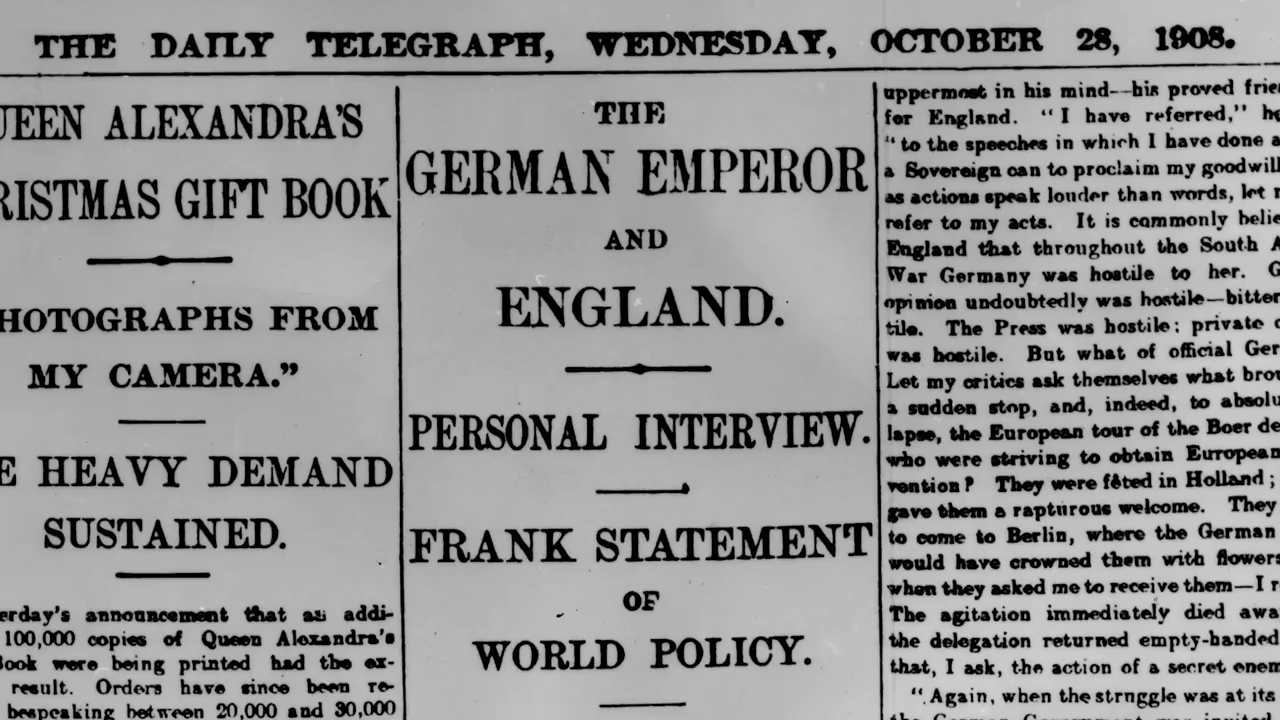 THE DAILY TELEGRAPH, WEDNESDAY, OCTOBER 28, 1908.
ALEXANDRA'S
GIFT BOOK
FROM
MY CAMERA."
HEAVY DEMAND
SUSTAINED.
announcement that as addi-
100,000 copies of Queen Alexandra's
Book were being printed had the ex-
result. Orders have since been re-
bespeaking between 20,000 and 30,000
THE
GERMAN EMPEROR
AND
ENGLAND.
PERSONAL INTERVIEW.
FRANK STATEMENT
OF
WORLD POLICY.
uppermost in his mind--his proved
for England. "I have referred,"
"to the speeches in which I have done
a Sovereign can to proclaim my goodwill
as actions speak louder than words, let
refer to my acts. It is commonly
England that throughout the South
War Germany was hostile to her.
opinion undoubtedly was hostile—
tile. The Press was hostile; private
was hostile. But what of official
Let my critics ask themselves what
a sudden stop, and, indeed, to
lapse, the European tour of the Boer
who were striving to obtain European
vention? They were fêted in Holland;
gave them a rapturous welcome. They
to come to Berlin, where the German
would have crowned them with
when they asked me to receive them—I
The agitation immediately died
the delegation returned empty-handed
that, I ask, the action of a secret
"Again, when the strnggle was at its